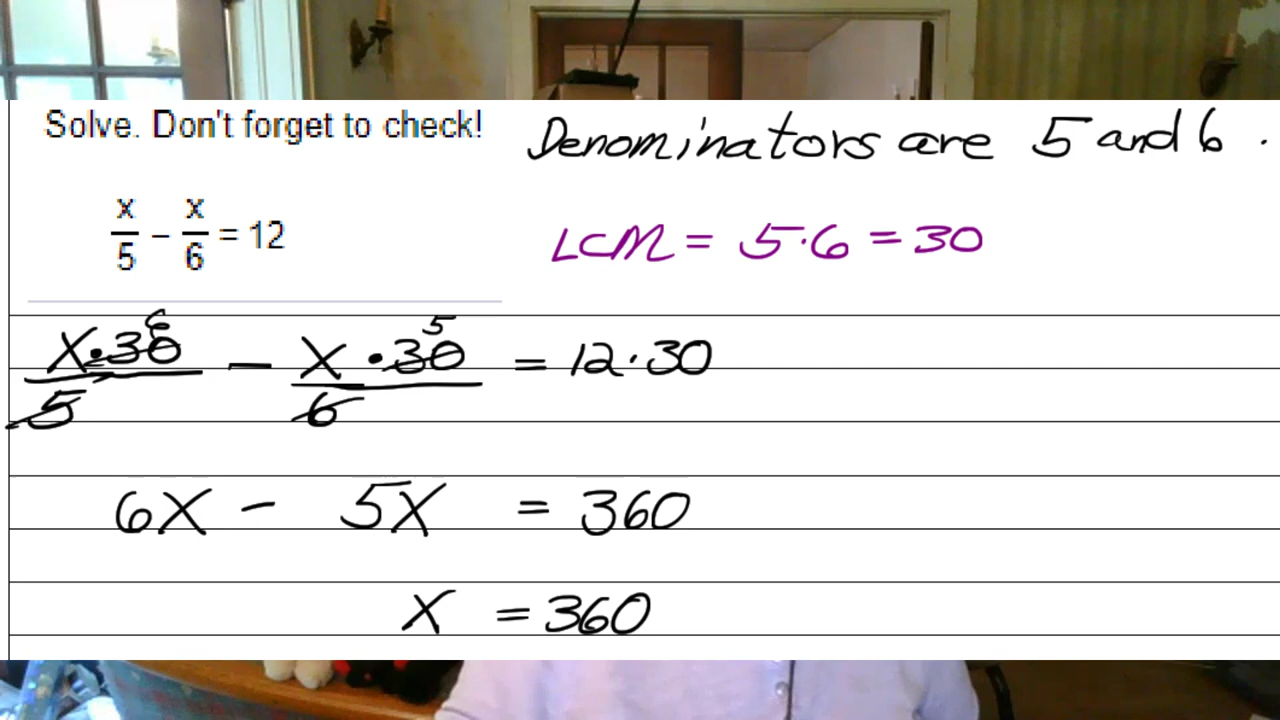 Solve. Don't forget to check!
Denominators are 5 and 6.
x/5 – x/6 = 12
LCM = 5·6 = 30
X·30/5 6 – X·30/6 5 = 12·30
6X – 5X = 360
X = 360